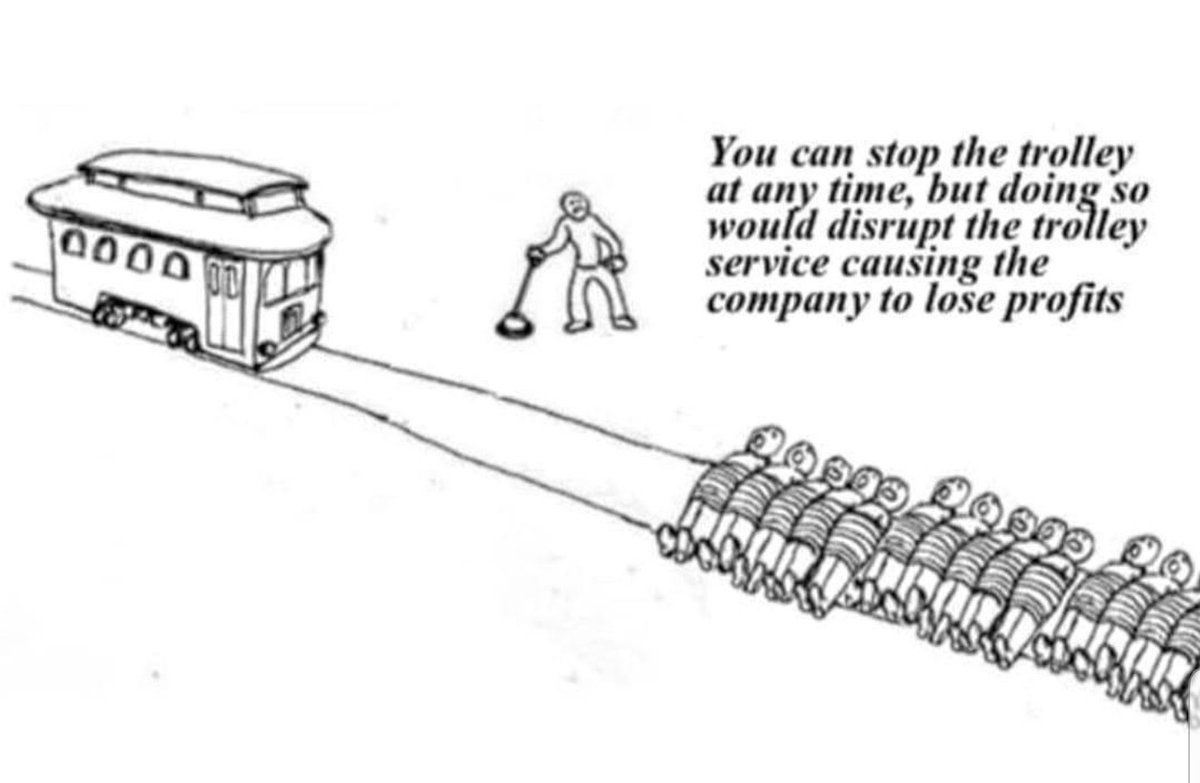 You can stop the trolley
at any time, but doing so
would disrupt the trolley
service causing the
company to lose profits